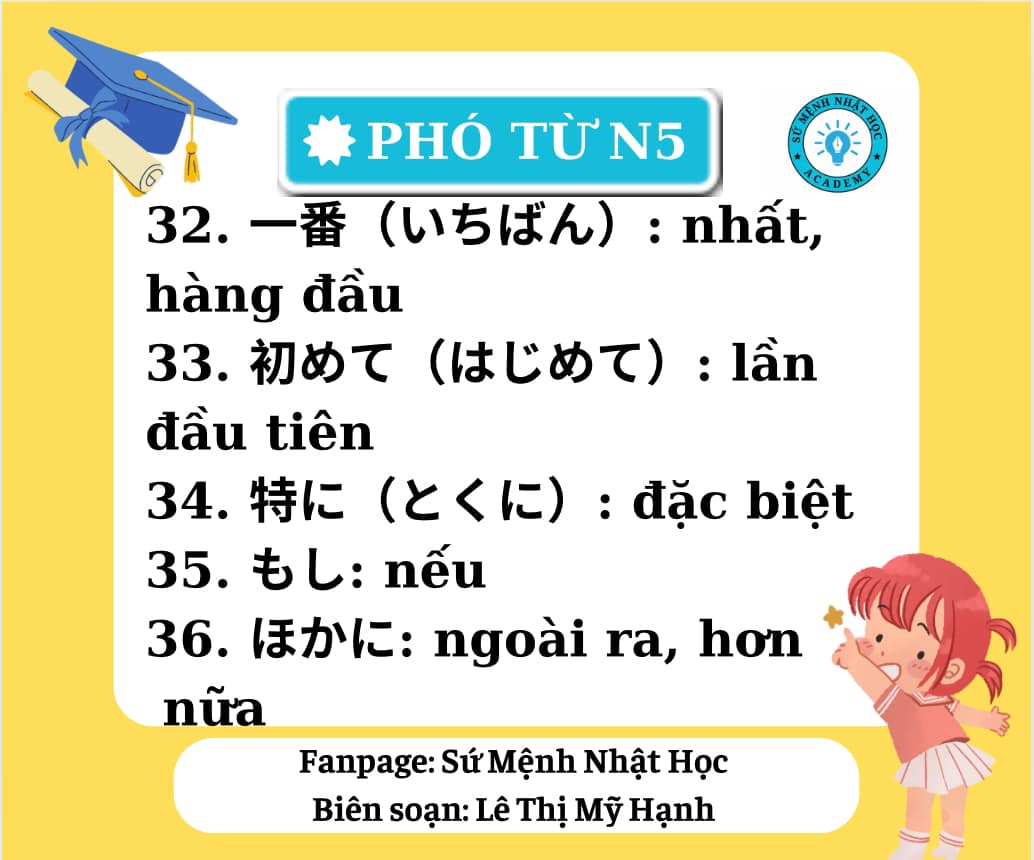 PHÓ TỪ N5
SỨ MỆNH NHẬT HỌC
ACADEMY
32. 一番（いちばん）: nhất,
hàng đầu
33. 初めて（はじめて）: lần
đầu tiên
34. 特に（とくに）: đặc biệt
35. もし: nếu
36. ほかに: ngoài ra, hơn
nữa
Fanpage: Sứ Mệnh Nhật Học
Biên soạn: Lê Thị Mỹ Hạnh